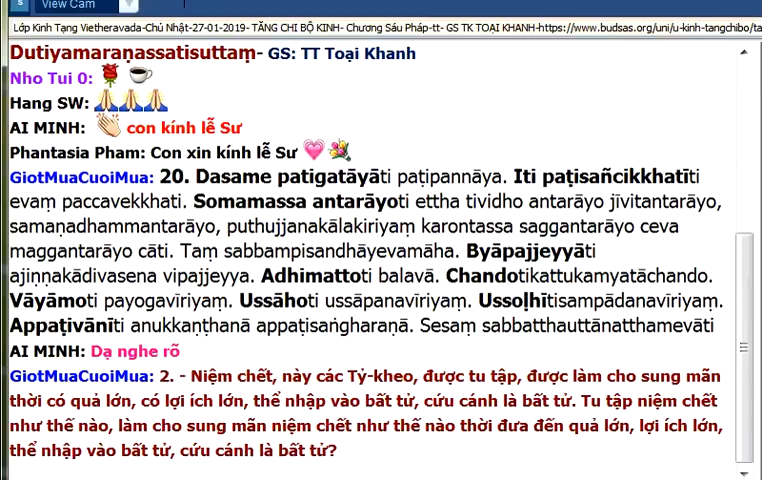 View Cam
Lớp Kinh Tạng Vietheravada-Chú Nhật-27-01-2019- TĂNG CHI BỘ KINH- Chương Sáu Pháp-tt- GS TK TOẠI KHANH-https://www.budsas.org/uni/u-kinh-tangchibo/ta
Dutiyamaraṇassatisuttaṃ- GS: TT Toại Khanh
Nho Tui 0:
Hang SW:
AI MINH: con kính lễ Sư
Phantasia Pham: Con xin kính lễ Sư
GiotMuaCuoiMua: 20. Dasame patigatāyāti paṭipannāya. Iti paṭisañcikkhatīti
evaṃ paccavekkhati. Somamassa antarāyoti ettha tividho antarāyo jīvitantarāyo,
samaṇadhammantarāyo, puthujjanakālakiriyaṃ karontassa saggantarāyo ceva
maggantarāyo cāti. Taṃ sabbampisandhāyevamāha. Byāpajjeyyāti
ajiṇṇakādivasena vipajjeyya. Adhimattoti balavā. Chandotikattukamyatāchando.
Vāyāmoti payogavīriyaṃ. Ussāhoti ussāpanavīriyaṃ. Ussoḷhītisampādanavīriyaṃ.
Appaṭivānīti anukkaṇṭhanā appaṭisaṅgharaṇā. Sesaṃ sabbatthauttānatthamevāti
AI MINH: Dạ nghe rõ
GiotMuaCuoiMua: 2. - Niệm chết, này các Tỷ-kheo, được tu tập, được làm cho sung mãn
thời có quả lớn, có lợi ích lớn, thể nhập vào bất tử, cứu cánh là bất tử. Tu tập niệm chết
như thế nào, làm cho sung mãn niệm chết như thế nào thời đưa đến quả lớn, lợi ích lớn,
thể nhập vào bất tử, cứu cánh là bất tử?